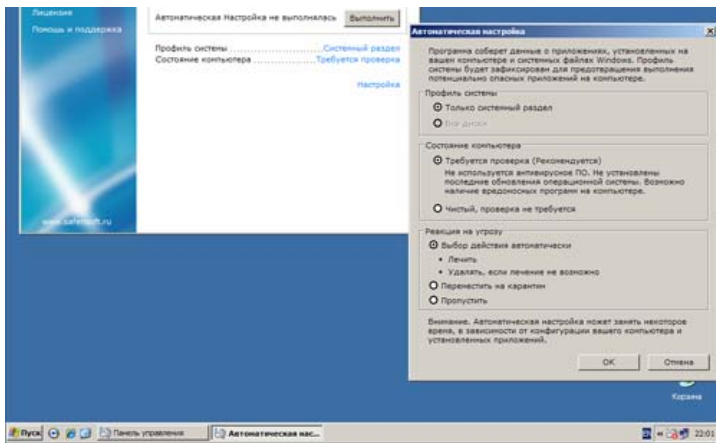 Лицензия
Помощь и поддержка
Автоматическая Настройка не выполнялась
Выполнить
Профиль системы
Системный раздел
Состояние компьютера
Требуется проверка
Настройка
www.safensoft.ru
Автоматическая настройка
Программа соберет данные о приложениях, установленных на
вашем компьютере и системных файлах Windows. Профиль
системы будет зафиксирован для предотвращения выполнения
потенциально опасных приложений на компьютере.
Профиль системы
Только системный раздел
Все диски
Состояние компьютера
Требуется проверка (Рекомендуется)
Не используется антивирусное ПО. Не установлены
последние обновления операционной системы. Возможно
наличие вредоносных программ на компьютере.
Чистый, проверка не требуется
Реакция на угрозу
Выбор действия автоматически
• Лечить
• Удалять, если лечение не возможно
Переместить на карантин
Пропустить
Внимание. Автоматическая настройка может занять некоторое
время, в зависимости от конфигурации вашего компьютера и
установленных приложений.
OK
Отмена
Корзина
Пуск
Панель управления
Автоматическая нас...
22:01